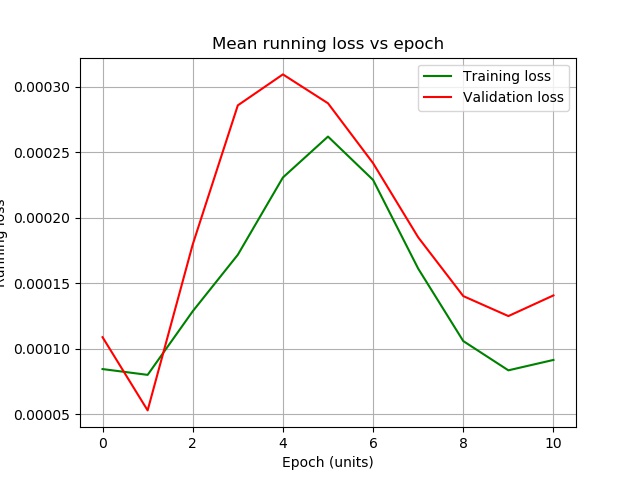 Mean running loss vs epoch
Training loss
Validation loss
0.00030
0.00025
0.00020
0.00015
0.00010
0.00005
Running loss
0 2 4 6 8 10
Epoch (units)